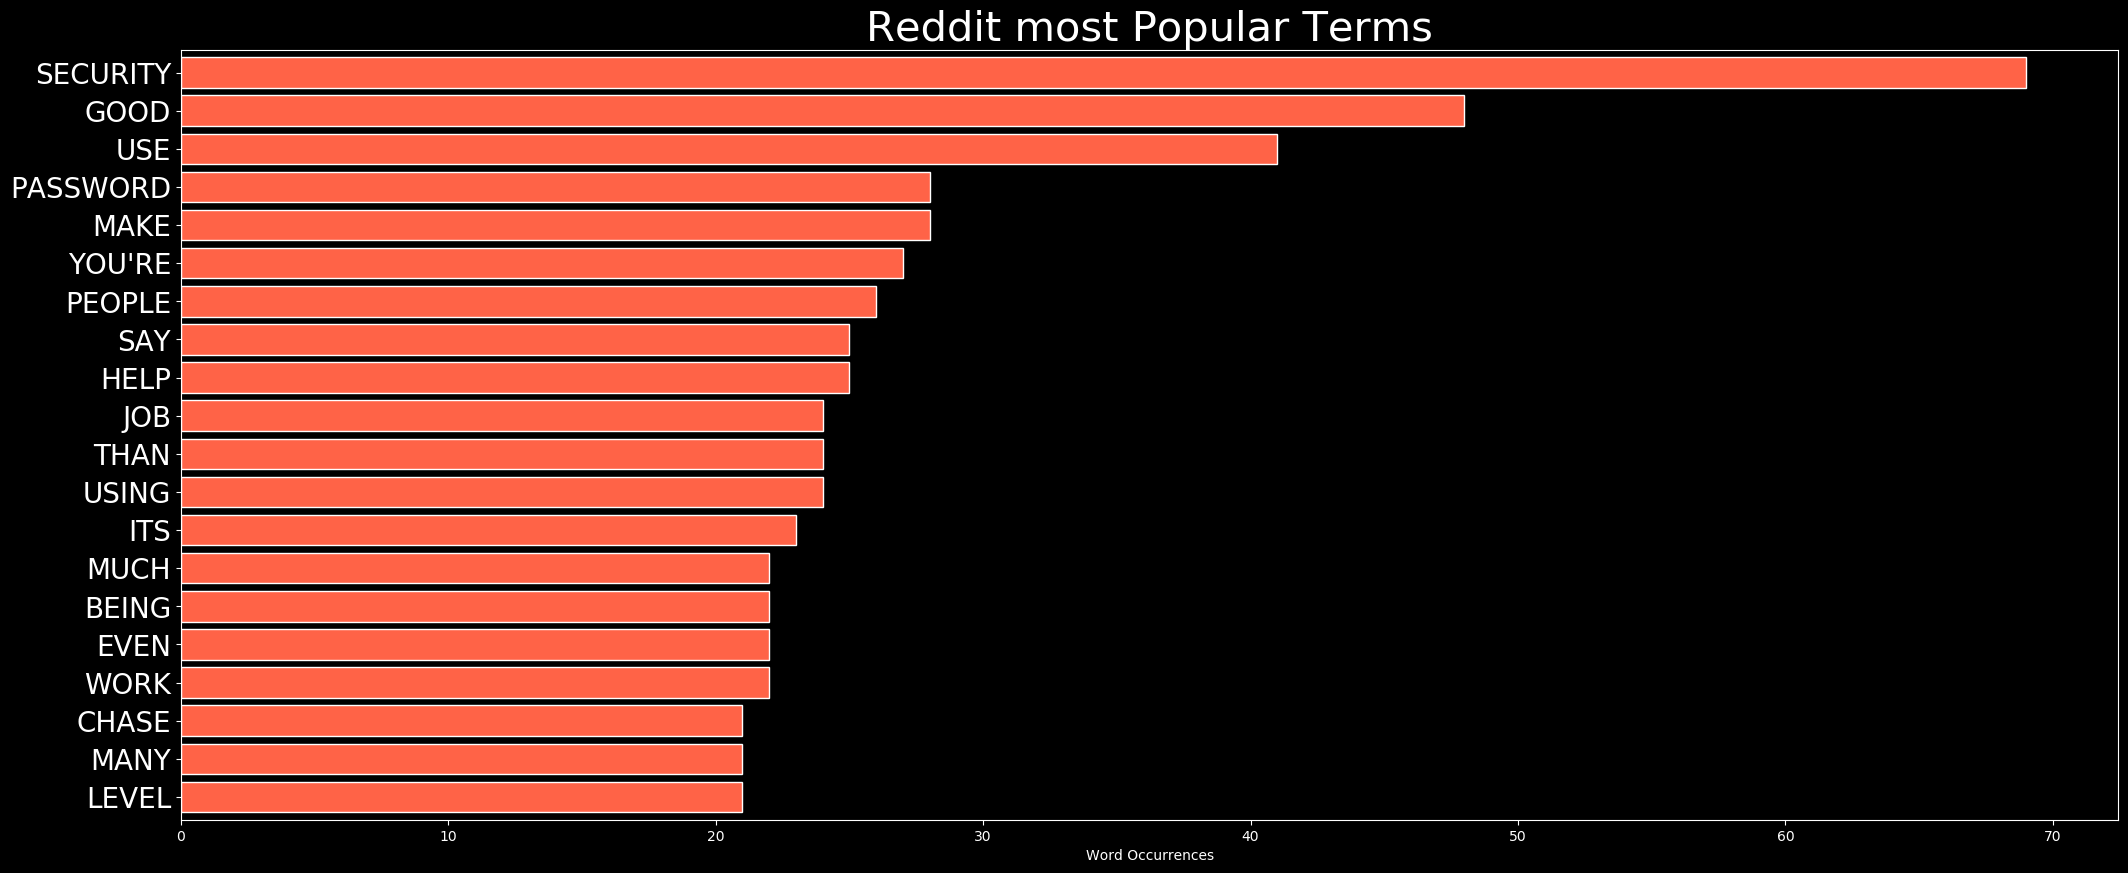 Reddit most Popular Terms
SECURITY
GOOD
USE
PASSWORD
MAKE
YOU'RE
PEOPLE
SAY
HELP
JOB
THAN
USING
ITS
MUCH
BEING
EVEN
WORK
CHASE
MANY
LEVEL
0 10 20 30 40 50 60 70
Word Occurrences